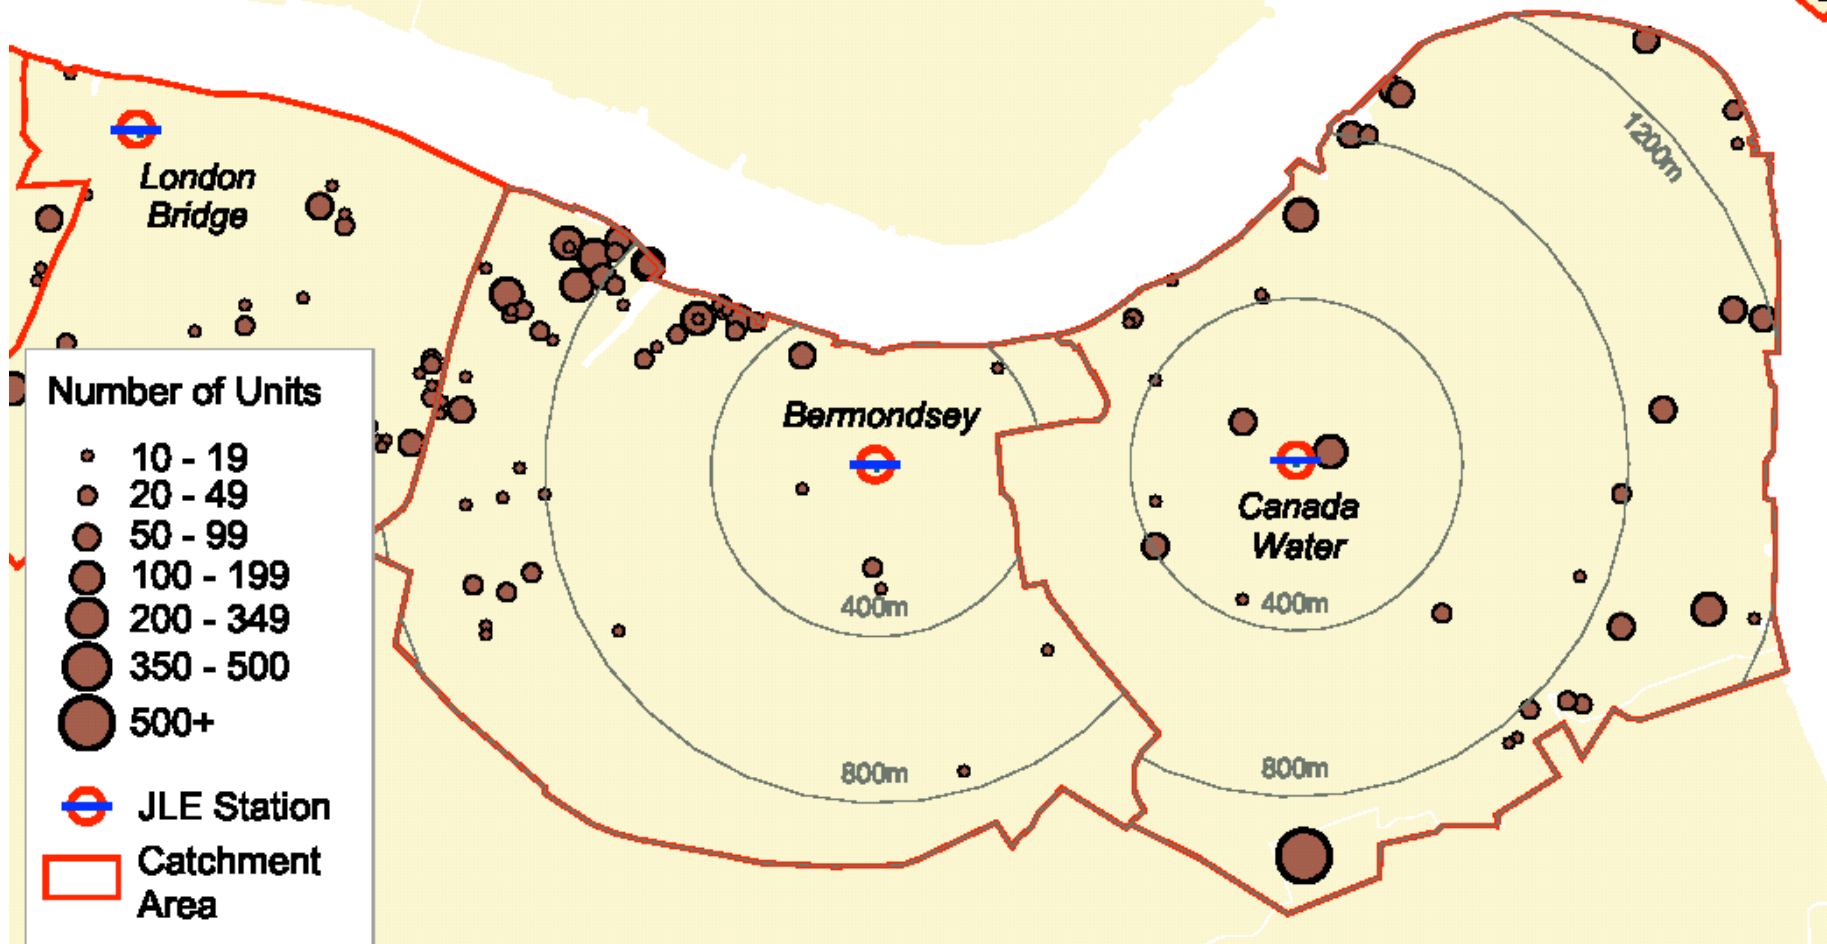 London
Bridge
1200m
Bermondsey
Canada
Water
400m
400m
800m
800m
Number of Units
10 - 19
20 - 49
50 - 99
100 - 199
200 - 349
350 - 500
500+
JLE Station
Catchment
Area